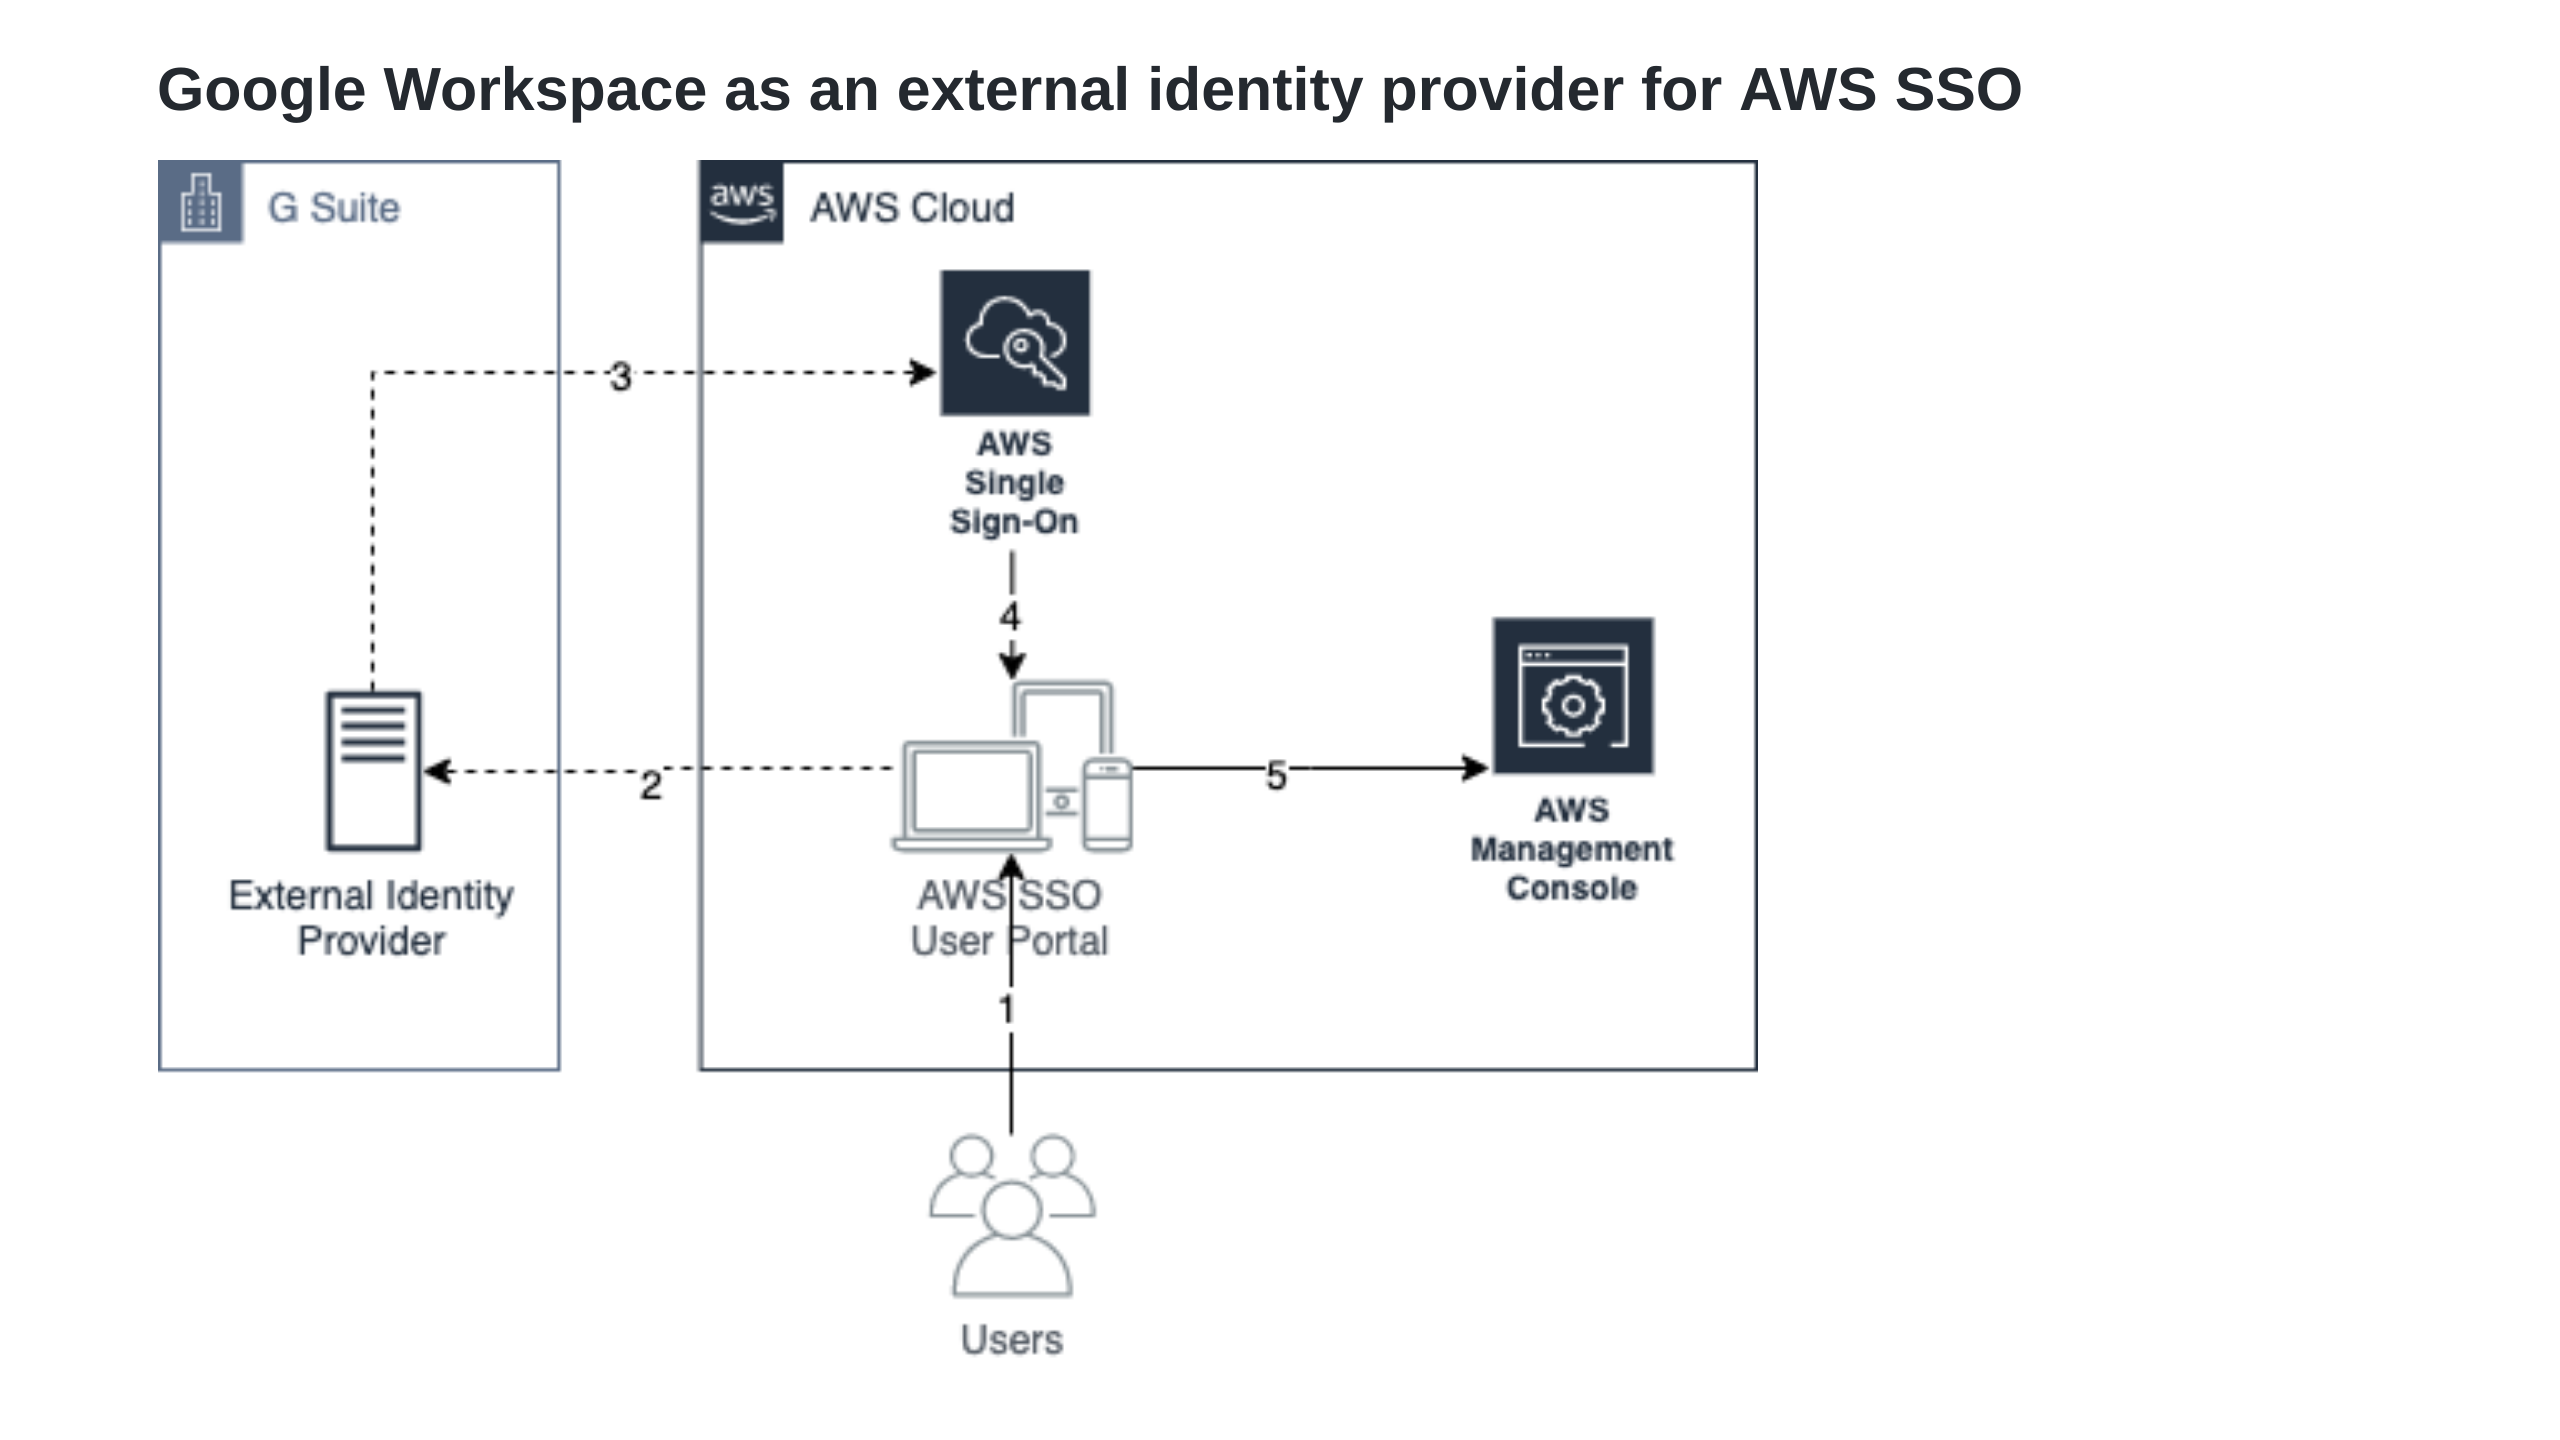 Google Workspace as an external identity provider for AWS SSO
G Suite
aws
AWS Cloud
3
AWS
Single
Sign-On
4
2
5
AWS
Management
Console
External Identity
Provider
AWS SSO
User Portal
1
Users